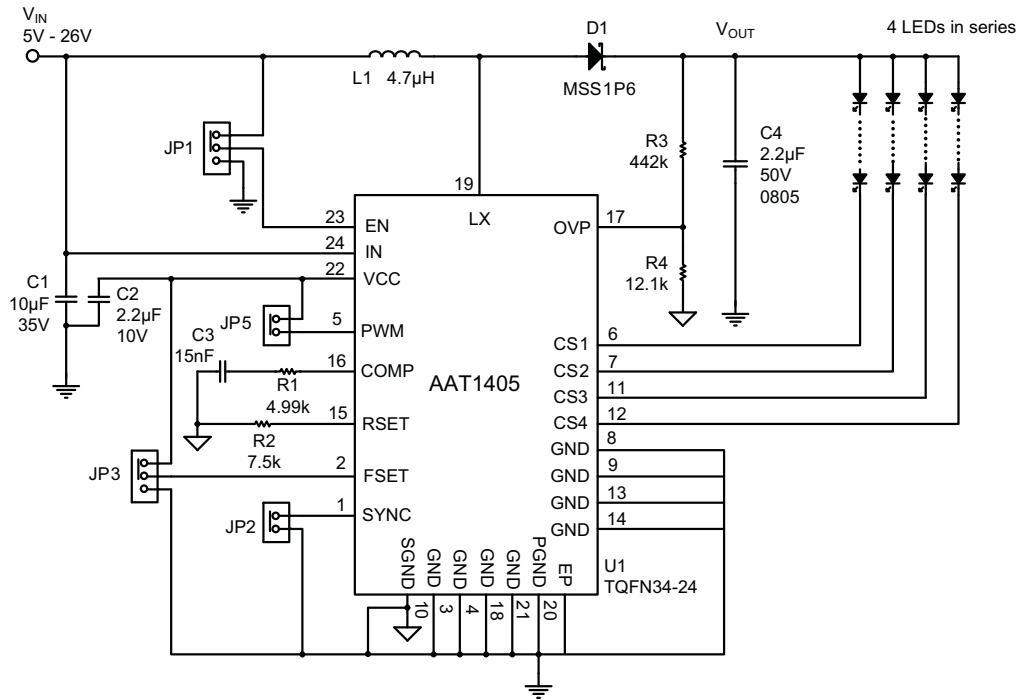 V_IN
5V - 26V
D1
V_OUT
4 LEDs in series
L1 4.7µH
MSS1P6
JP1
R3
442k
C4
2.2µF
50V
0805
19
LX
23
EN
17
OVP
24
IN
22
VCC
R4
12.1k
C1
10µF
35V
C2
2.2µF
10V
JP5
5
PWM
6
CS1
C3
15nF
16
COMP
7
CS2
R1
4.99k
AAT1405
11
CS3
15
RSET
12
CS4
R2
7.5k
8
GND
JP3
2
FSET
9
GND
1
SYNC
13
GND
JP2
14
GND
SGND
GND
GND
GND
GND
PGND
EP
U1
TQFN34-24
10
3
4
18
21
20